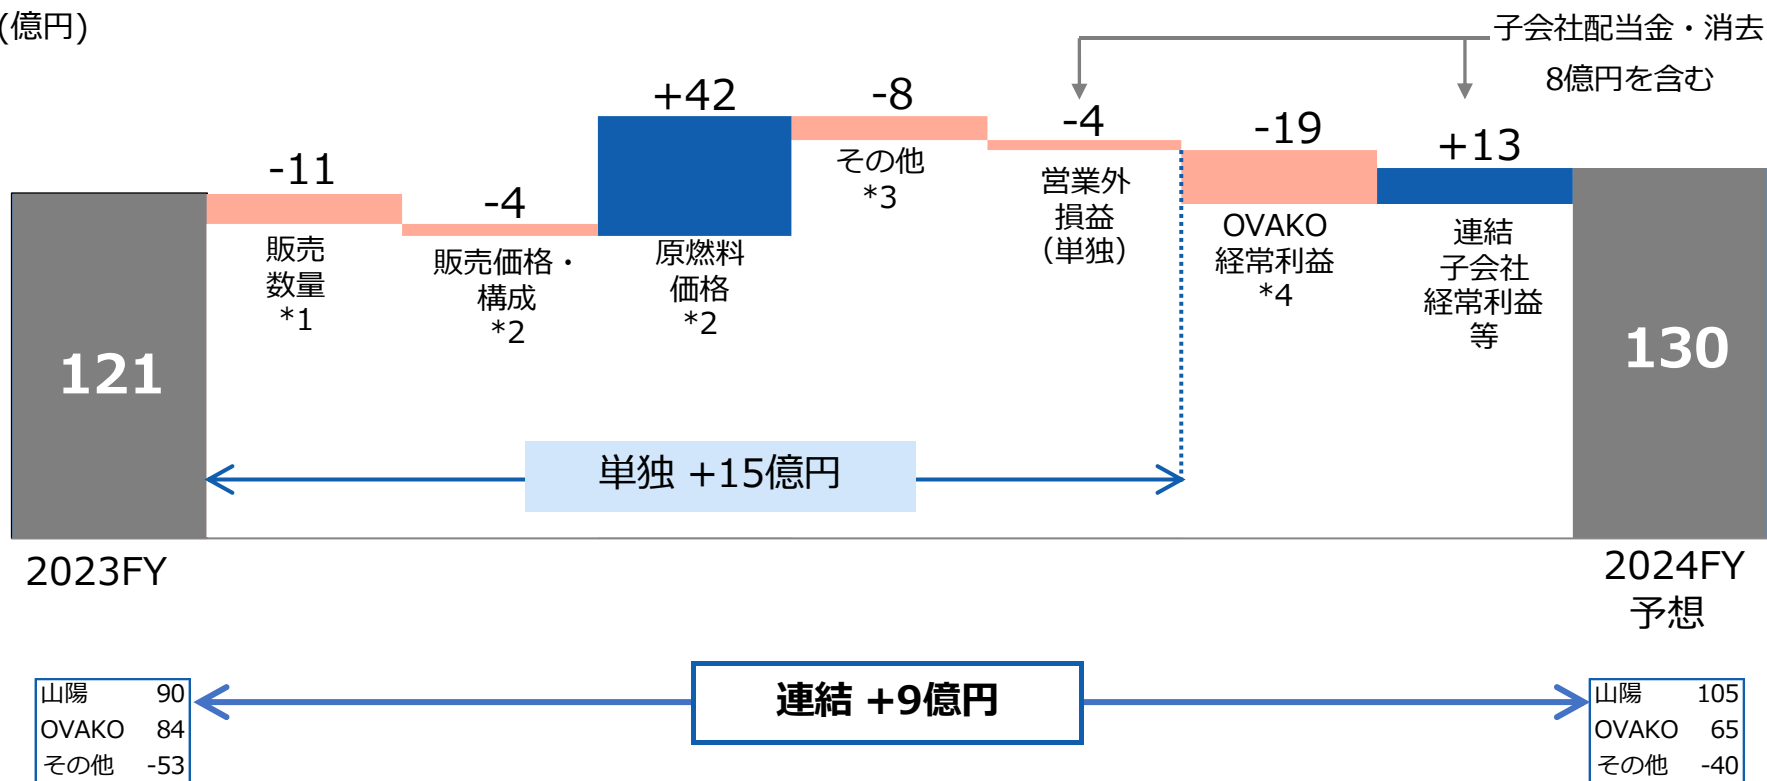 (億円)
子会社配当金・消去
8億円を含む
-11
-4
+42
-8
-4
-19
+13
販売
数量
*1
販売価格・
構成
*2
原燃料
価格
*2
その他
*3
営業外
損益
（単独）
OVAKO
経常利益
*4
連結
子会社
経常利益
等
121
130
単独 +15億円
2023FY
2024FY
予想
連結 +9億円
山陽 90
OVAKO 84
その他 -53
山陽 105
OVAKO 65
その他 -40